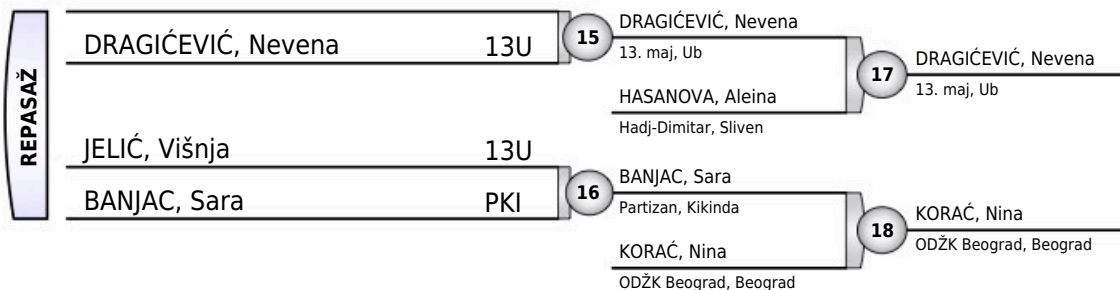 REPASAŽ
DRAGIĆEVIĆ, Nevena 13U
JELIĆ, Višnja 13U
BANJAC, Sara PKI
15
DRAGIĆEVIĆ, Nevena
13. maj, Ub
HASANOVA, Aleina
Hadj-Dimitar, Sliven
16
BANJAC, Sara
Partizan, Kikinda
KORAĆ, Nina
ODŽK Beograd, Beograd
17
DRAGIĆEVIĆ, Nevena
13. maj, Ub
18
KORAĆ, Nina
ODŽK Beograd, Beograd